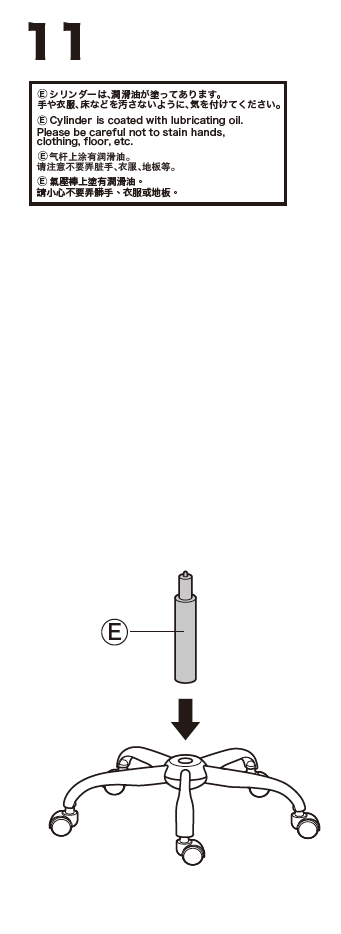 11
Ⓔシリンダーは、潤滑油が塗ってあります。
手や衣服、床などを汚さないように、気を付けてください。
Ⓔ Cylinder is coated with lubricating oil.
Please be careful not to stain hands,
clothing, floor, etc.
Ⓔ气杆上涂有润滑油。
请注意不要弄脏手、衣服、地板等。
Ⓔ 氣壓棒上塗有潤滑油。
請小心不要弄髒手、衣服或地板。
Ⓔ